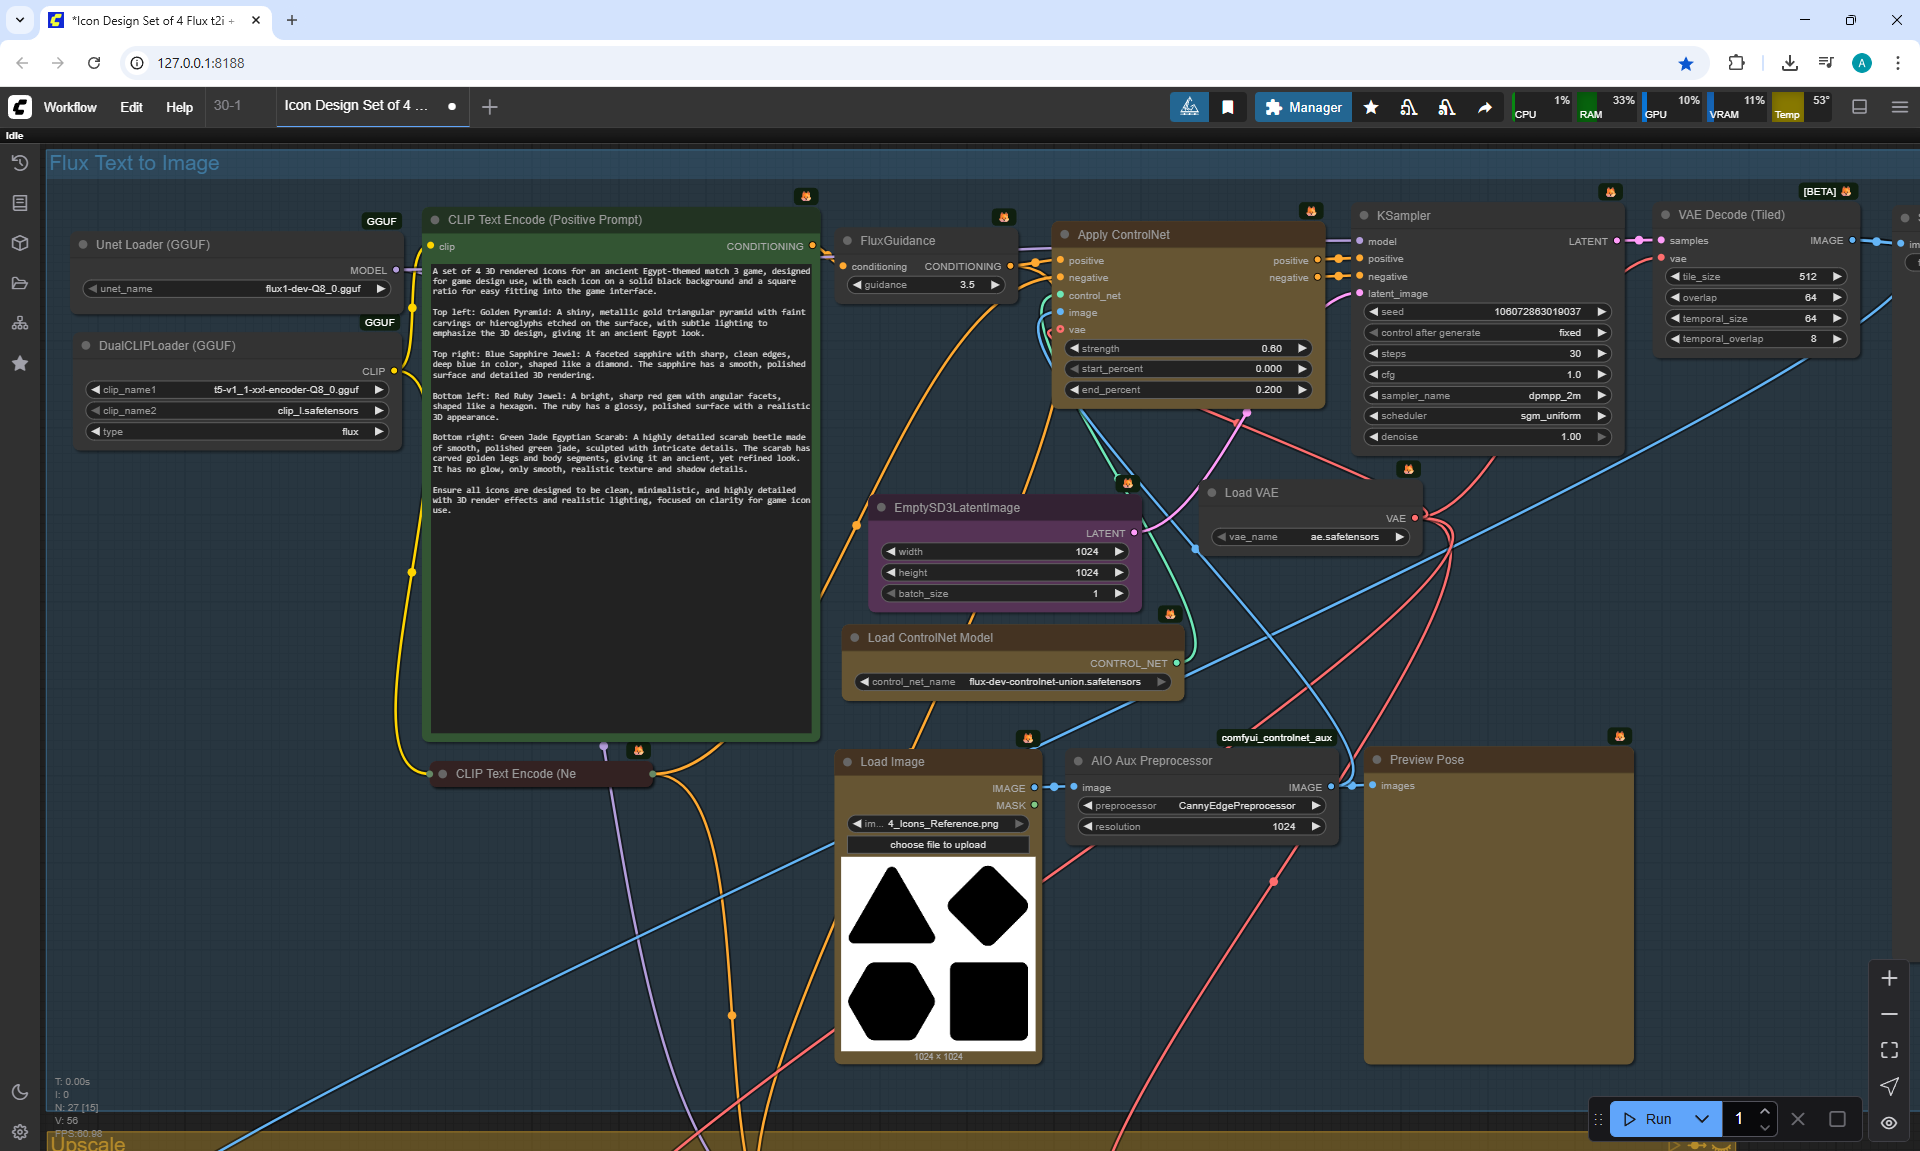 *Icon Design Set of 4 Flux t2i -
127.0.0.1:8188
Workflow
Edit
Help
30-1
Icon Design Set of 4 ...
Manager
1%
CPU
33%
RAM
10%
GPU
11%
VRAM
53°
Temp
Idle
Flux Text to Image
GGUF
Unet Loader (GGUF)
MODEL
unet_name
flux1-dev-Q8_0.gguf
GGUF
DualCLIPLoader (GGUF)
CLIP
clip_name1
t5-v1_1-xxl-encoder-Q8_0.gguf
clip_name2
clip_l.safetensors
type
flux
CLIP Text Encode (Positive Prompt)
clip
CONDITIONING
A set of 4 3D rendered icons for an ancient Egypt-themed match 3 game, designed
for game design use, with each icon on a solid black background and a square
ratio for easy fitting into the game interface.
Top left: Golden Pyramid: A shiny, metallic gold triangular pyramid with faint
carvings or hieroglyphs etched on the surface, with subtle lighting to
emphasize the 3D design, giving it an ancient Egypt look.
Top right: Blue Sapphire Jewel: A faceted sapphire with sharp, clean edges,
deep blue in color, shaped like a diamond. The sapphire has a smooth, polished
surface and detailed 3D rendering.
Bottom left: Red Ruby Jewel: A bright, sharp red gem with angular facets,
shaped like a hexagon. The ruby has a glossy, polished surface with a realistic
3D appearance.
Bottom right: Green Jade Egyptian Scarab: A highly detailed scarab beetle made
of smooth, polished green jade, sculpted with intricate details. The scarab has
carved golden legs and body segments, giving it an ancient, yet refined look.
It has no glow, only smooth, realistic texture and shadow details.
Ensure all icons are designed to be clean, minimalistic, and highly detailed
with 3D render effects and realistic lighting, focused on clarity for game icon
use.
CLIP Text Encode (Ne
FluxGuidance
conditioning
CONDITIONING
guidance
3.5
Apply ControlNet
positive
positive
negative
negative
control_net
image
vae
strength
0.60
start_percent
0.000
end_percent
0.200
KSampler
model
LATENT
positive
negative
latent_image
seed
106072863019037
control after generate
fixed
steps
30
cfg
1.0
sampler_name
dpmpp_2m
scheduler
sgm_uniform
denoise
1.00
[BETA]
VAE Decode (Tiled)
samples
IMAGE
vae
tile_size
512
overlap
64
temporal_size
64
temporal_overlap
8
im
EmptySD3LatentImage
LATENT
width
1024
height
1024
batch_size
1
Load VAE
VAE
vae_name
ae.safetensors
Load ControlNet Model
CONTROL_NET
control_net_name
flux-dev-controlnet-union.safetensors
Load Image
IMAGE
MASK
im...
4_Icons_Reference.png
choose file to upload
1024 × 1024
comfyui_controlnet_aux
AIO Aux Preprocessor
image
IMAGE
preprocessor
CannyEdgePreprocessor
resolution
1024
Preview Pose
images
T: 0.00s
I: 0
N: 27 [15]
V: 56
FPS:60.98
Upscale
Run
1
A